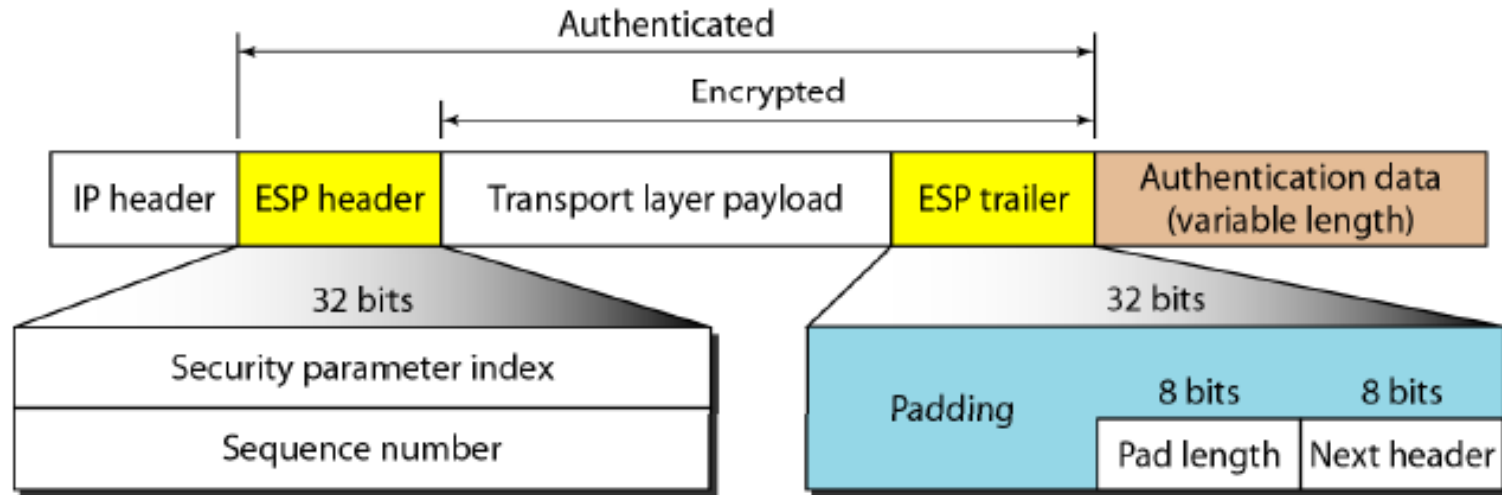 Authenticated
Encrypted
IP header
ESP header
Transport layer payload
ESP trailer
Authentication data
(variable length)
32 bits
Security parameter index
Sequence number
32 bits
Padding
8 bits
8 bits
Pad length
Next header